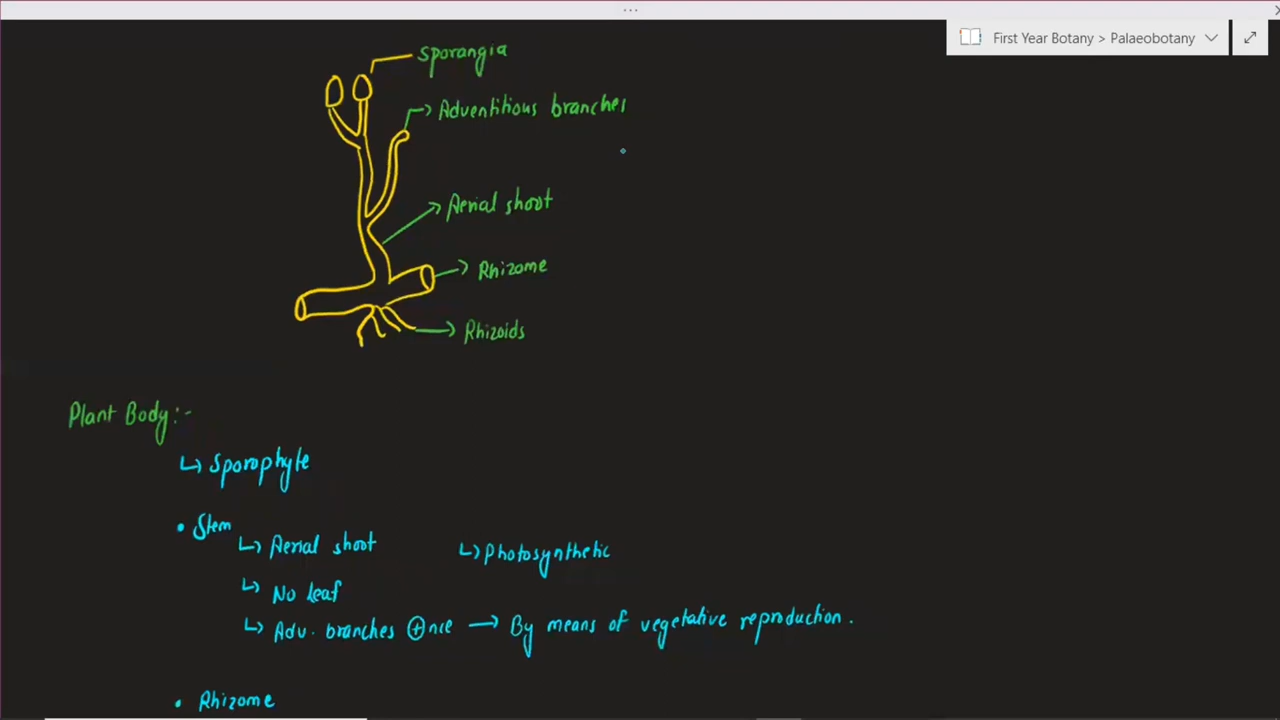 First Year Botany > Palaeobotany
Sporangia
Adventitious branches
Aerial shoot
Rhizome
Rhizoids
Plant Body:-
↳ Sporophyte
• Stem
↳ Aerial shoot ↳ Photosynthetic
↳ No leaf
↳ Adv. branches ⊕nce → By means of vegetative reproduction.
• Rhizome